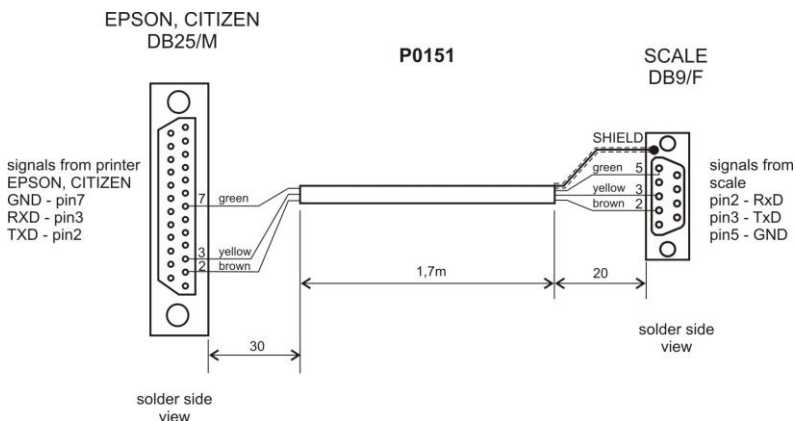 EPSON, CITIZEN
DB25/M
P0151
SCALE
DB9/F
SHIELD
signals from printer
EPSON, CITIZEN
GND - pin7
RXD - pin3
TXD - pin2
7 green
3 yellow
2 brown
green 5
yellow 3
brown 2
signals from
scale
pin2 - RxD
pin3 - TxD
pin5 - GND
1,7m
20
30
solder side
view
solder side
view